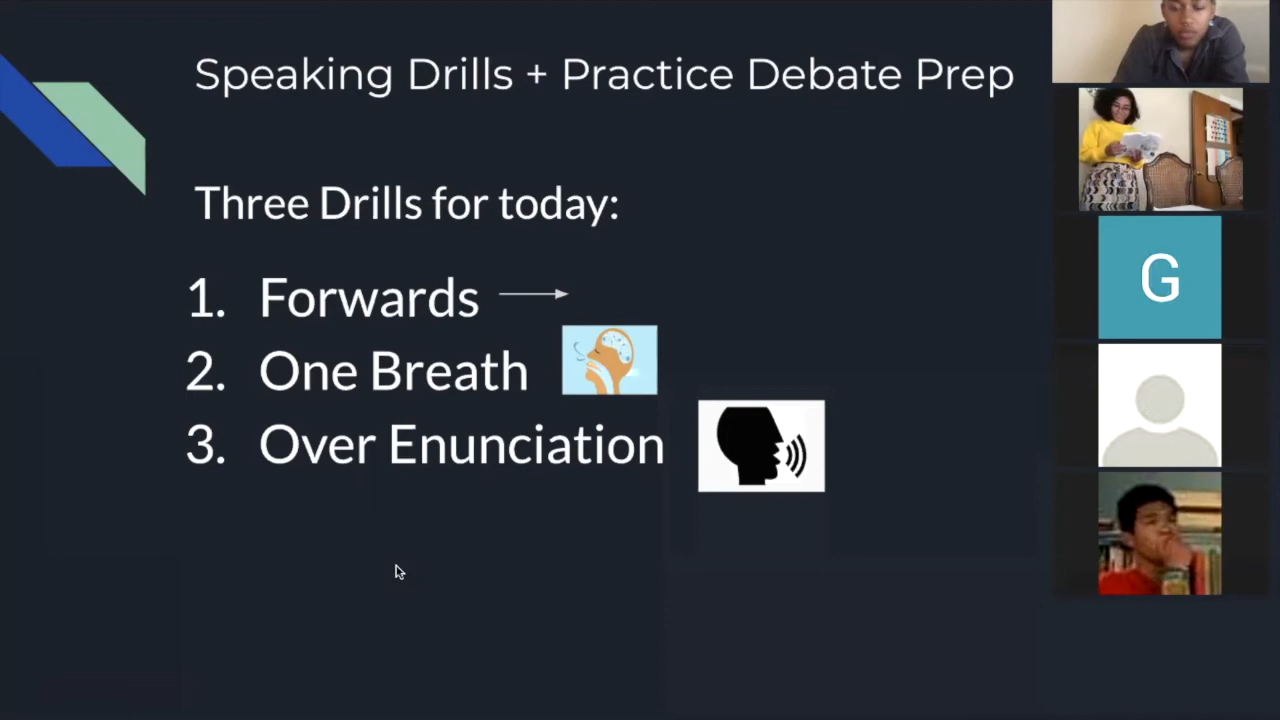 Speaking Drills + Practice Debate Prep
Three Drills for today:
1. Forwards
2. One Breath
3. Over Enunciation
G